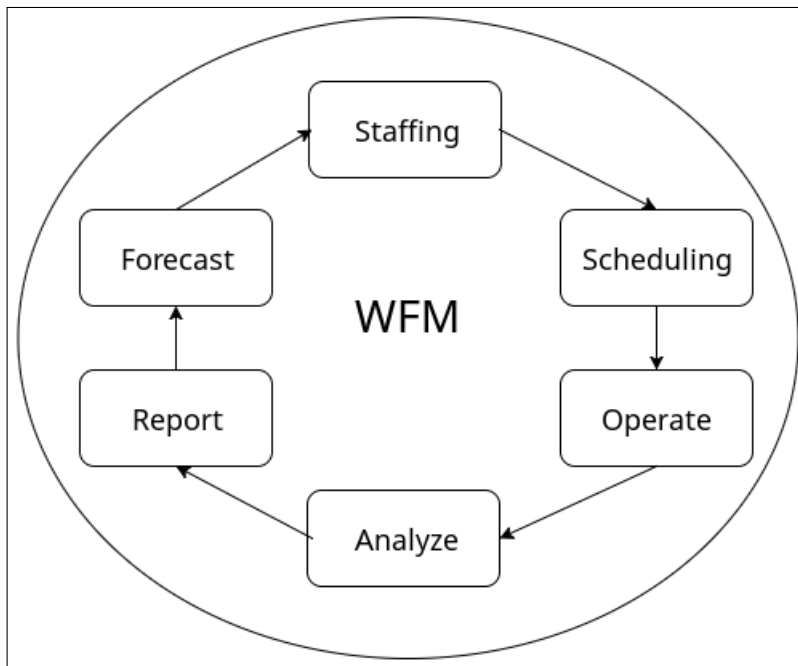 Staffing
Forecast
Scheduling
WFM
Report
Operate
Analyze